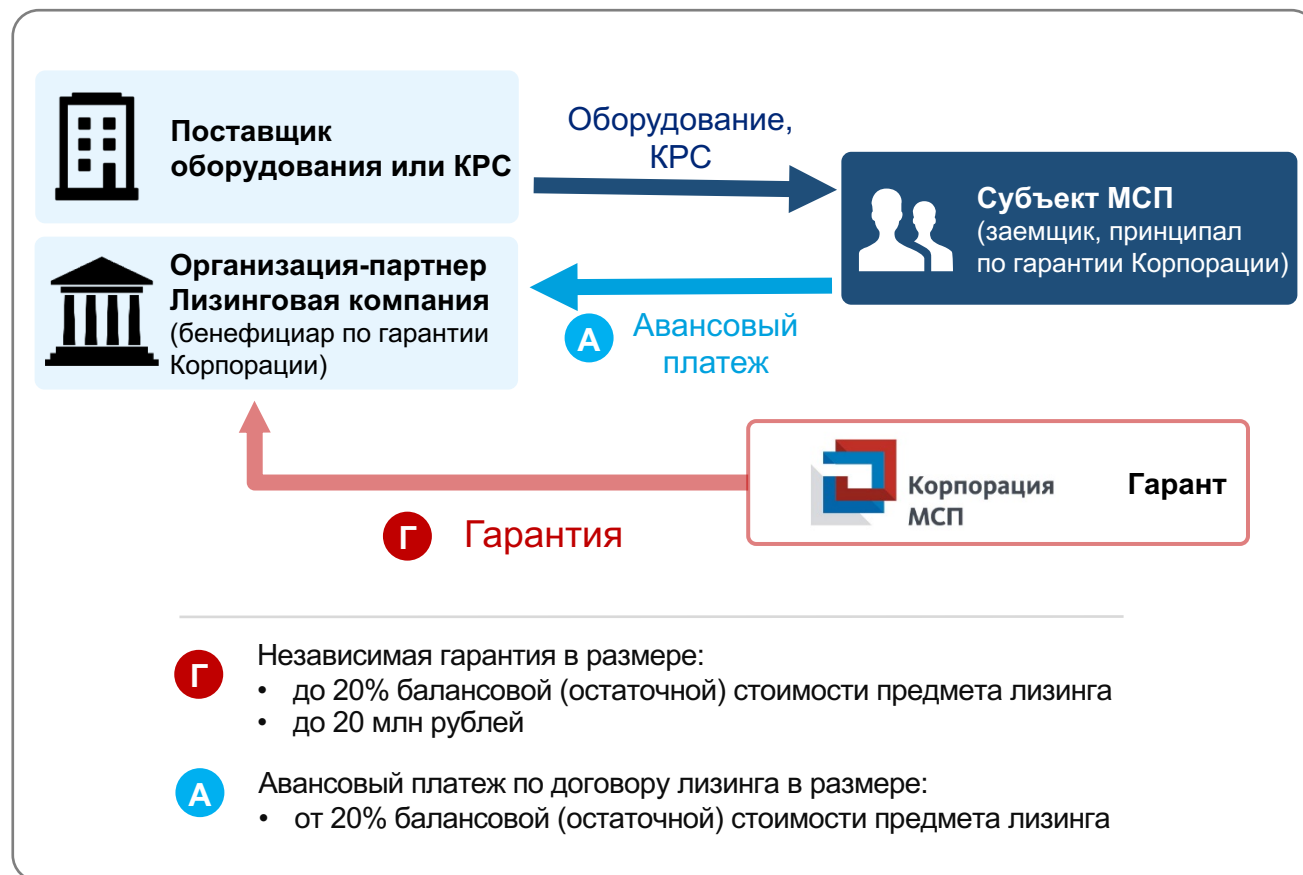 Поставщик
оборудования или КРС
Оборудование,
КРС
Субъект МСП
(заемщик, принципал
по гарантии Корпорации)
Организация-партнер
Лизинговая компания
(бенефициар по гарантии
Корпорации)
А
Авансовый
платеж
Корпорация
МСП
Гарант
Г
Гарантия
Г
Независимая гарантия в размере:
• до 20% балансовой (остаточной) стоимости предмета лизинга
• до 20 млн рублей
А
Авансовый платеж по договору лизинга в размере:
• от 20% балансовой (остаточной) стоимости предмета лизинга